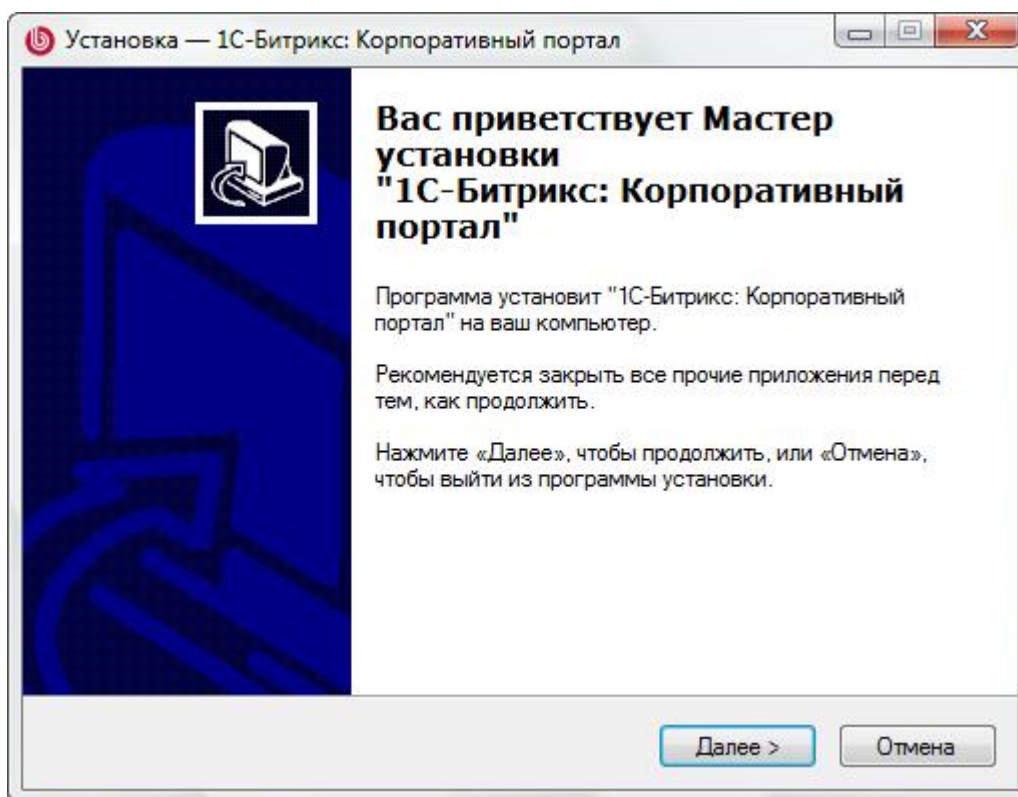 Установка — 1С-Битрикс: Корпоративный портал
Вас приветствует Мастер
установки
"1С-Битрикс: Корпоративный
портал"
Программа установит "1С-Битрикс: Корпоративный
портал" на ваш компьютер.
Рекомендуется закрыть все прочие приложения перед
тем, как продолжить.
Нажмите «Далее», чтобы продолжить, или «Отмена»,
чтобы выйти из программы установки.
Далее >
Отмена